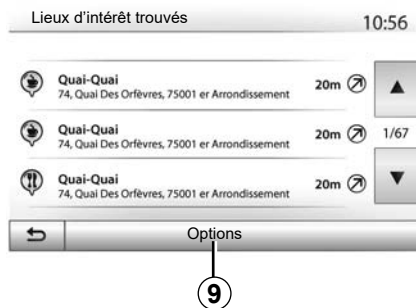 Lieux d'intérêt trouvés 10:56
Quai-Quai
74, Quai Des Orfèvres, 75001 er Arrondissement 20m
Quai-Quai
74, Quai Des Orfèvres, 75001 er Arrondissement 20m 1/67
Quai-Quai
74, Quai Des Orfèvres, 75001 er Arrondissement 20m
Options
9